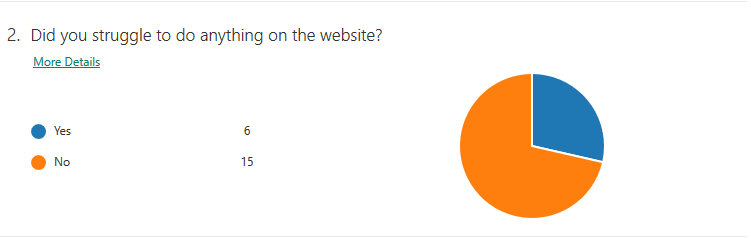 2. Did you struggle to do anything on the website?
More Details
Yes 6
No 15